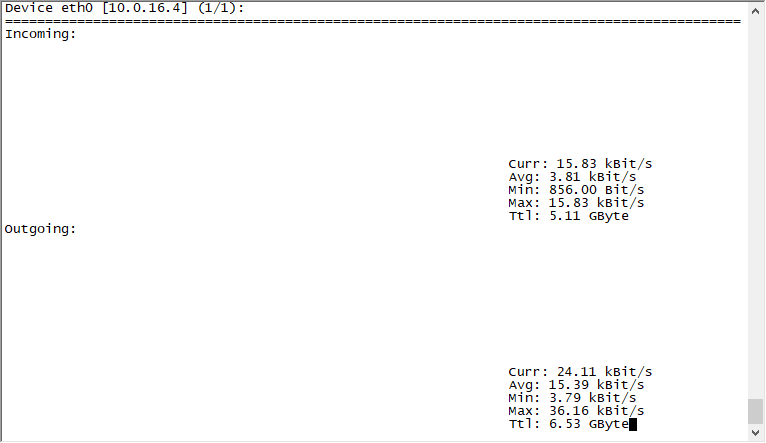 Device eth0 [10.0.16.4] (1/1):
================================================================================================
Incoming:
Curr: 15.83 kBit/s
Avg: 3.81 kBit/s
Min: 856.00 Bit/s
Max: 15.83 kBit/s
Ttl: 5.11 GByte
Outgoing:
Curr: 24.11 kBit/s
Avg: 15.39 kBit/s
Min: 3.79 kBit/s
Max: 36.16 kBit/s
Ttl: 6.53 GByte